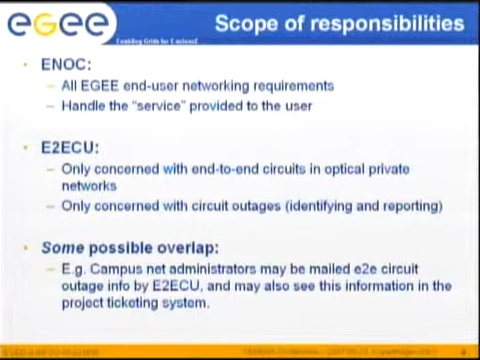 egee
Enabling Grids for E-sciencE
Scope of responsibilities
• ENOC:
– All EGEE end-user networking requirements
– Handle the “service” provided to the user
• E2ECU:
– Only concerned with end-to-end circuits in optical private
networks
– Only concerned with circuit outages (identifying and reporting)
• Some possible overlap:
– E.g. Campus net administrators may be mailed e2e circuit
outage info by E2ECU, and may also see this information in the
project ticketing system.